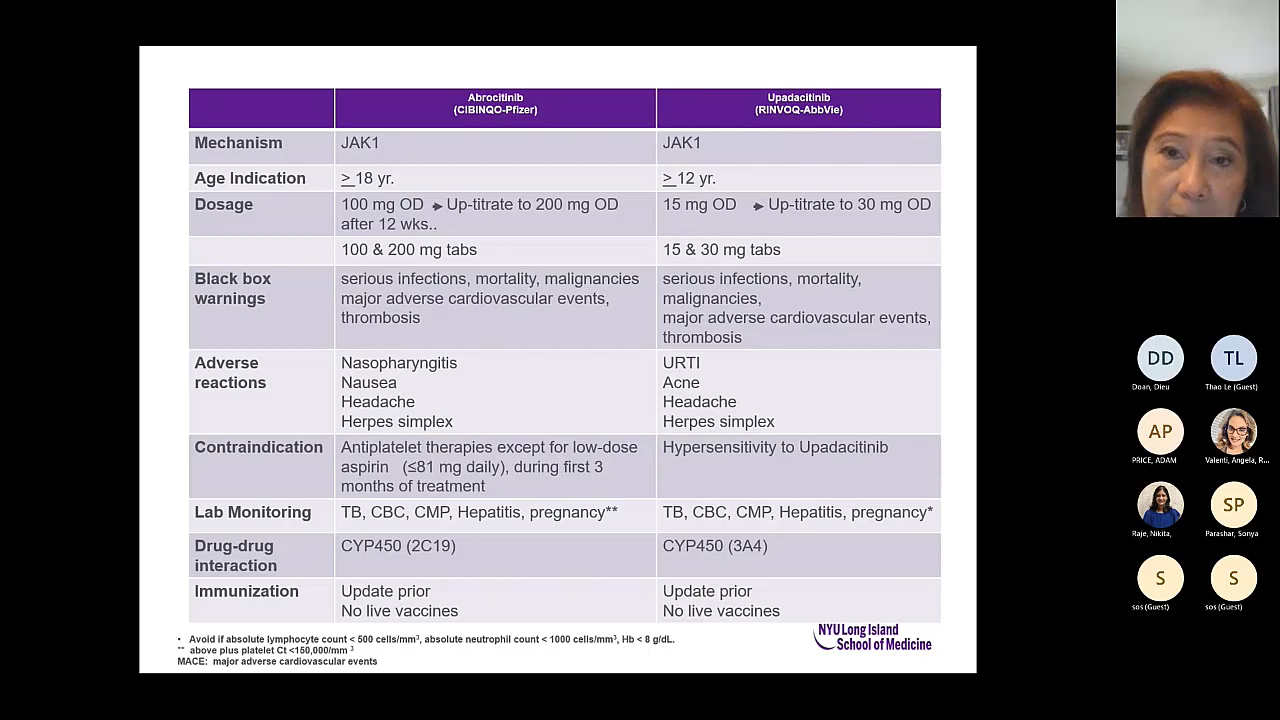 Abrocitinib
(CIBINQO-Pfizer)
Upadacitinib
(RINVOQ-AbbVie)
Mechanism
JAK1
JAK1
Age Indication
> 18 yr.
> 12 yr.
Dosage
100 mg OD Up-titrate to 200 mg OD
after 12 wks..
15 mg OD Up-titrate to 30 mg OD
100 & 200 mg tabs
15 & 30 mg tabs
Black box
warnings
serious infections, mortality, malignancies
major adverse cardiovascular events,
thrombosis
serious infections, mortality,
malignancies,
major adverse cardiovascular events,
thrombosis
Adverse
reactions
Nasopharyngitis
Nausea
Headache
Herpes simplex
URTI
Acne
Headache
Herpes simplex
Contraindication
Antiplatelet therapies except for low-dose
aspirin (≤81 mg daily), during first 3
months of treatment
Hypersensitivity to Upadacitinib
Lab Monitoring
TB, CBC, CMP, Hepatitis, pregnancy**
TB, CBC, CMP, Hepatitis, pregnancy*
Drug-drug
interaction
CYP450 (2C19)
CYP450 (3A4)
Immunization
Update prior
No live vaccines
Update prior
No live vaccines
• Avoid if absolute lymphocyte count < 500 cells/mm³, absolute neutrophil count < 1000 cells/mm³, Hb < 8 g/dL.
** above plus platelet Ct <150,000/mm ³
MACE: major adverse cardiovascular events
NYU Long Island
School of Medicine
DD
Doan, Dieu
TL
Thao Le (Guest)
AP
PRICE, ADAM
Valenti, Angela, R...
Raje, Nikita,
SP
Parashar, Sonya
S
sos (Guest)
S
sos (Guest)